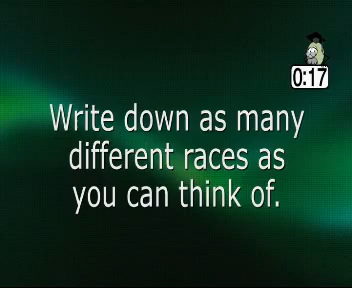 0:17
Write down as many
different races as
you can think of.